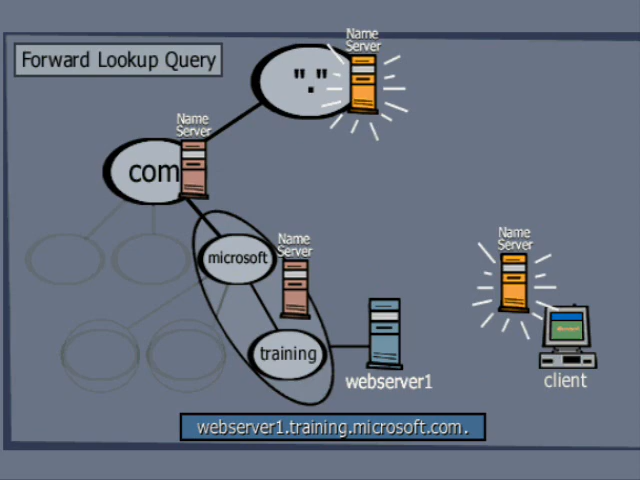 Name
Server
Forward Lookup Query
"."
Name
Server
com
Name
Server
microsoft
Name
Server
training
webserver1
client
webserver1.training.microsoft.com.